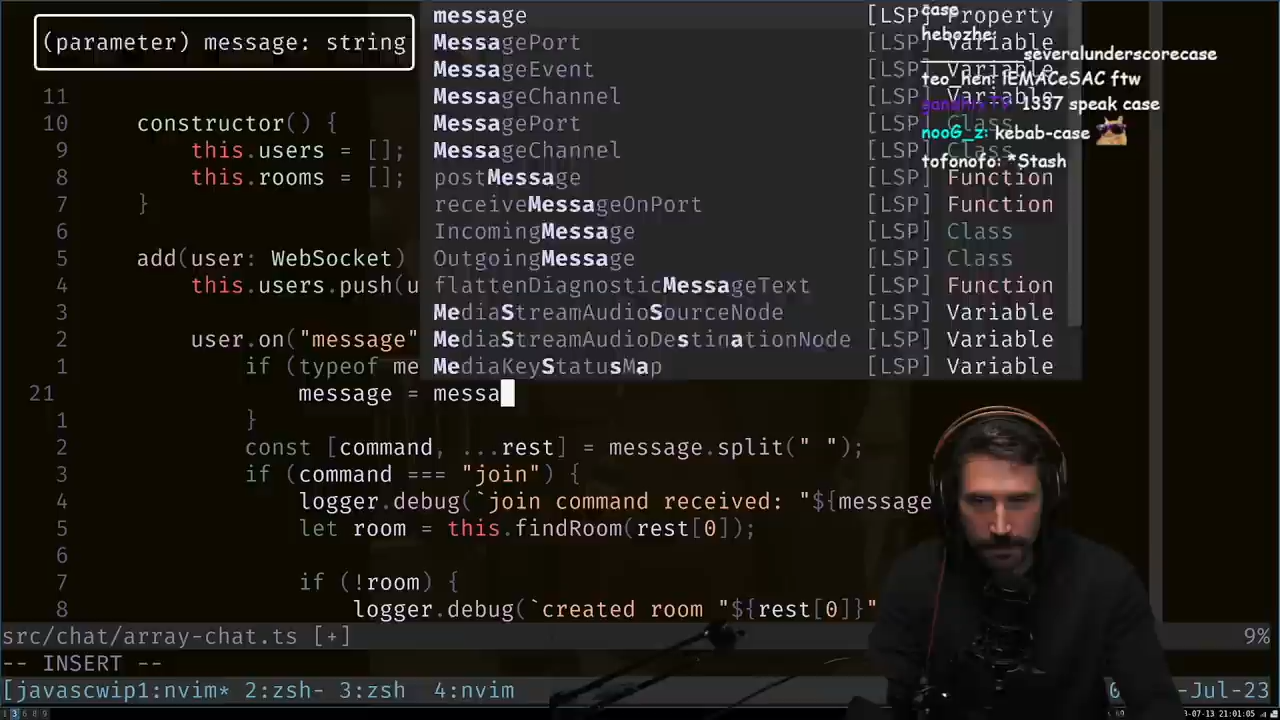 (parameter) message: string
message [LSP] Property
MessagePort [LSP] Variable
MessageEvent [LSP] Variable
MessageChannel [LSP] Variable
MessagePort [LSP] Class
MessageChannel [LSP] Class
postMessage [LSP] Function
receiveMessageOnPort [LSP] Function
IncomingMessage [LSP] Class
OutgoingMessage [LSP] Class
flattenDiagnosticMessageText [LSP] Function
MediaStreamAudioSourceNode [LSP] Variable
MediaStreamAudioDestinationNode [LSP] Variable
MediaKeyStatusMap [LSP] Variable
case
hebozhe:
__________severalunderscorecase
teo_hen: lEMACeSAC ftw
1337 speak case
nooG_z: kebab-case
tofonofo: *Stash
11
10 constructor() {
9 this.users = [];
8 this.rooms = [];
7 }
6
5 add(user: WebSocket)
4 this.users.push(u
3
2 user.on("message"
1 if (typeof me
21 message = messa
1 }
2 const [command, ...rest] = message.split(" ");
3 if (command === "join") {
4 logger.debug(`join command received: "${message
5 let room = this.findRoom(rest[0]);
6
7 if (!room) {
8 logger.debug(`created room "${rest[0]}"
src/chat/array-chat.ts [+] 9%
-- INSERT --
[javascwip1:nvim* 2:zsh- 3:zsh 4:nvim -Jul-23